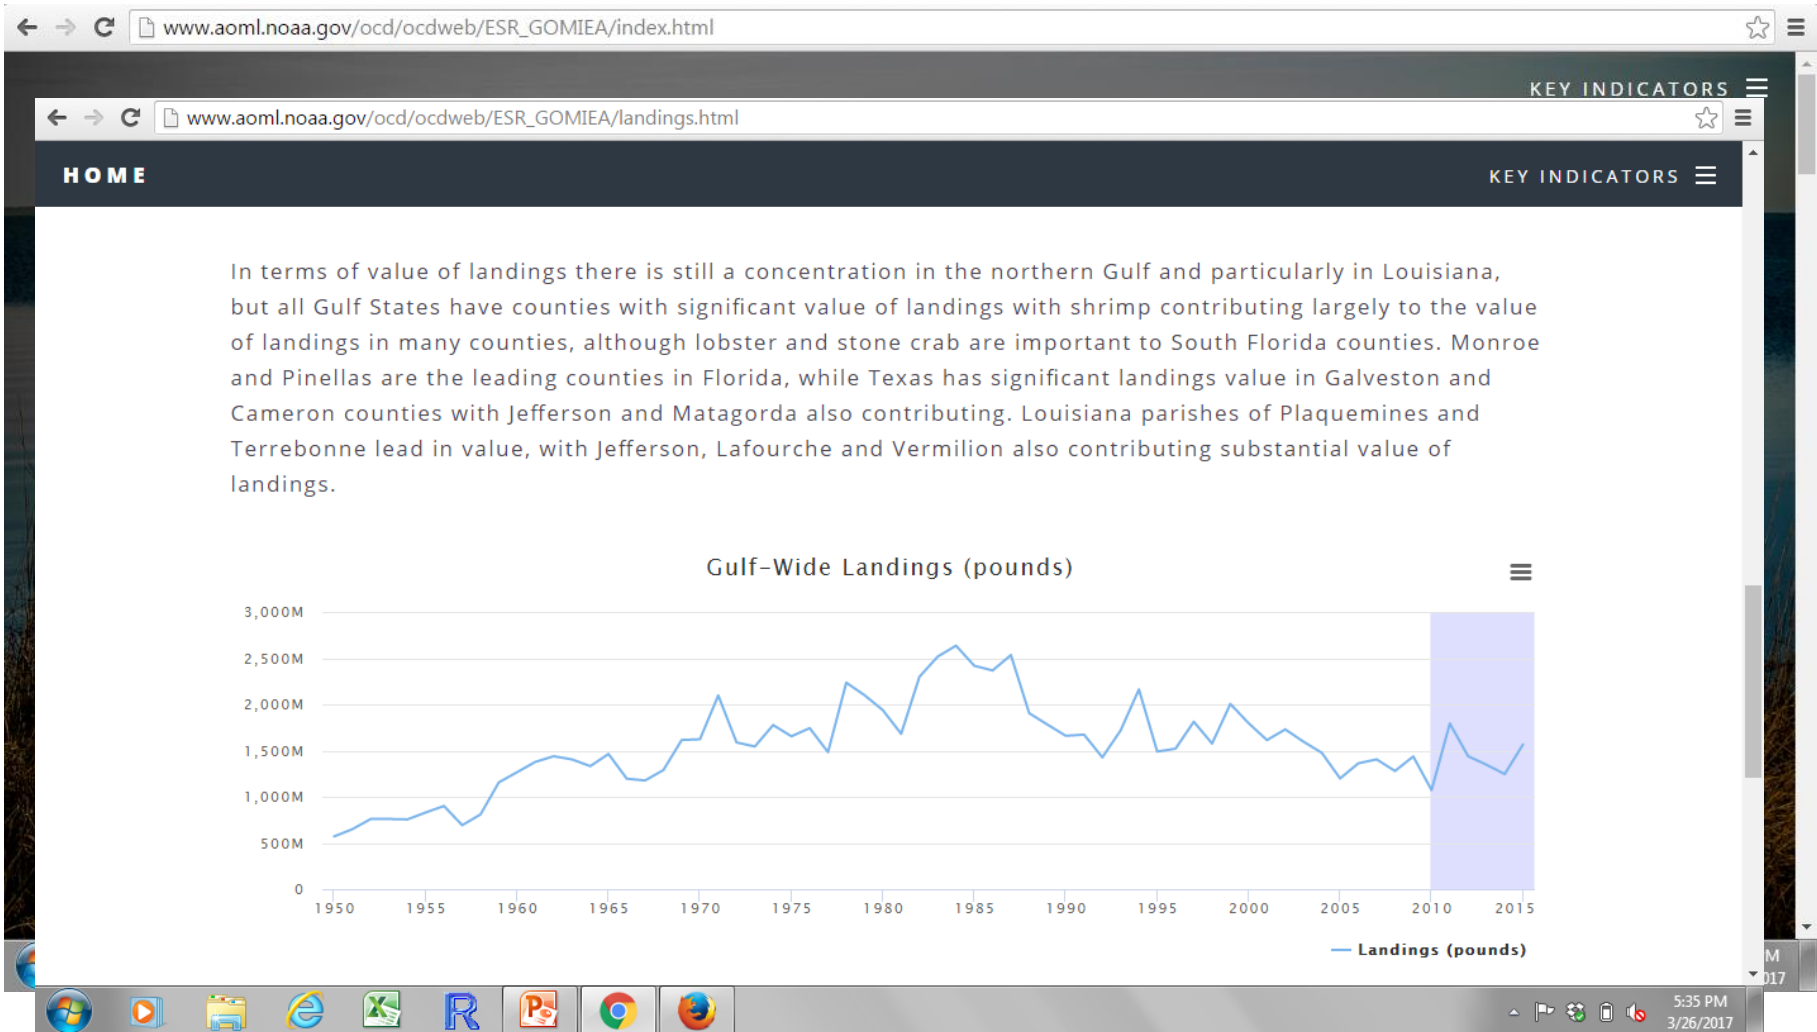 www.aoml.noaa.gov/ocd/ocdweb/ESR_GOMIEA/index.html
KEY INDICATORS
www.aoml.noaa.gov/ocd/ocdweb/ESR_GOMIEA/landings.html
HOME
KEY INDICATORS
In terms of value of landings there is still a concentration in the northern Gulf and particularly in Louisiana,
but all Gulf States have counties with significant value of landings with shrimp contributing largely to the value
of landings in many counties, although lobster and stone crab are important to South Florida counties. Monroe
and Pinellas are the leading counties in Florida, while Texas has significant landings value in Galveston and
Cameron counties with Jefferson and Matagorda also contributing. Louisiana parishes of Plaquemines and
Terrebonne lead in value, with Jefferson, Lafourche and Vermilion also contributing substantial value of
landings.
Gulf-Wide Landings (pounds)
3,000M
2,500M
2,000M
1,500M
1,000M
500M
0
1950 1955 1960 1965 1970 1975 1980 1985 1990 1995 2000 2005 2010 2015
Landings (pounds)
M
017
5:35 PM
3/26/2017